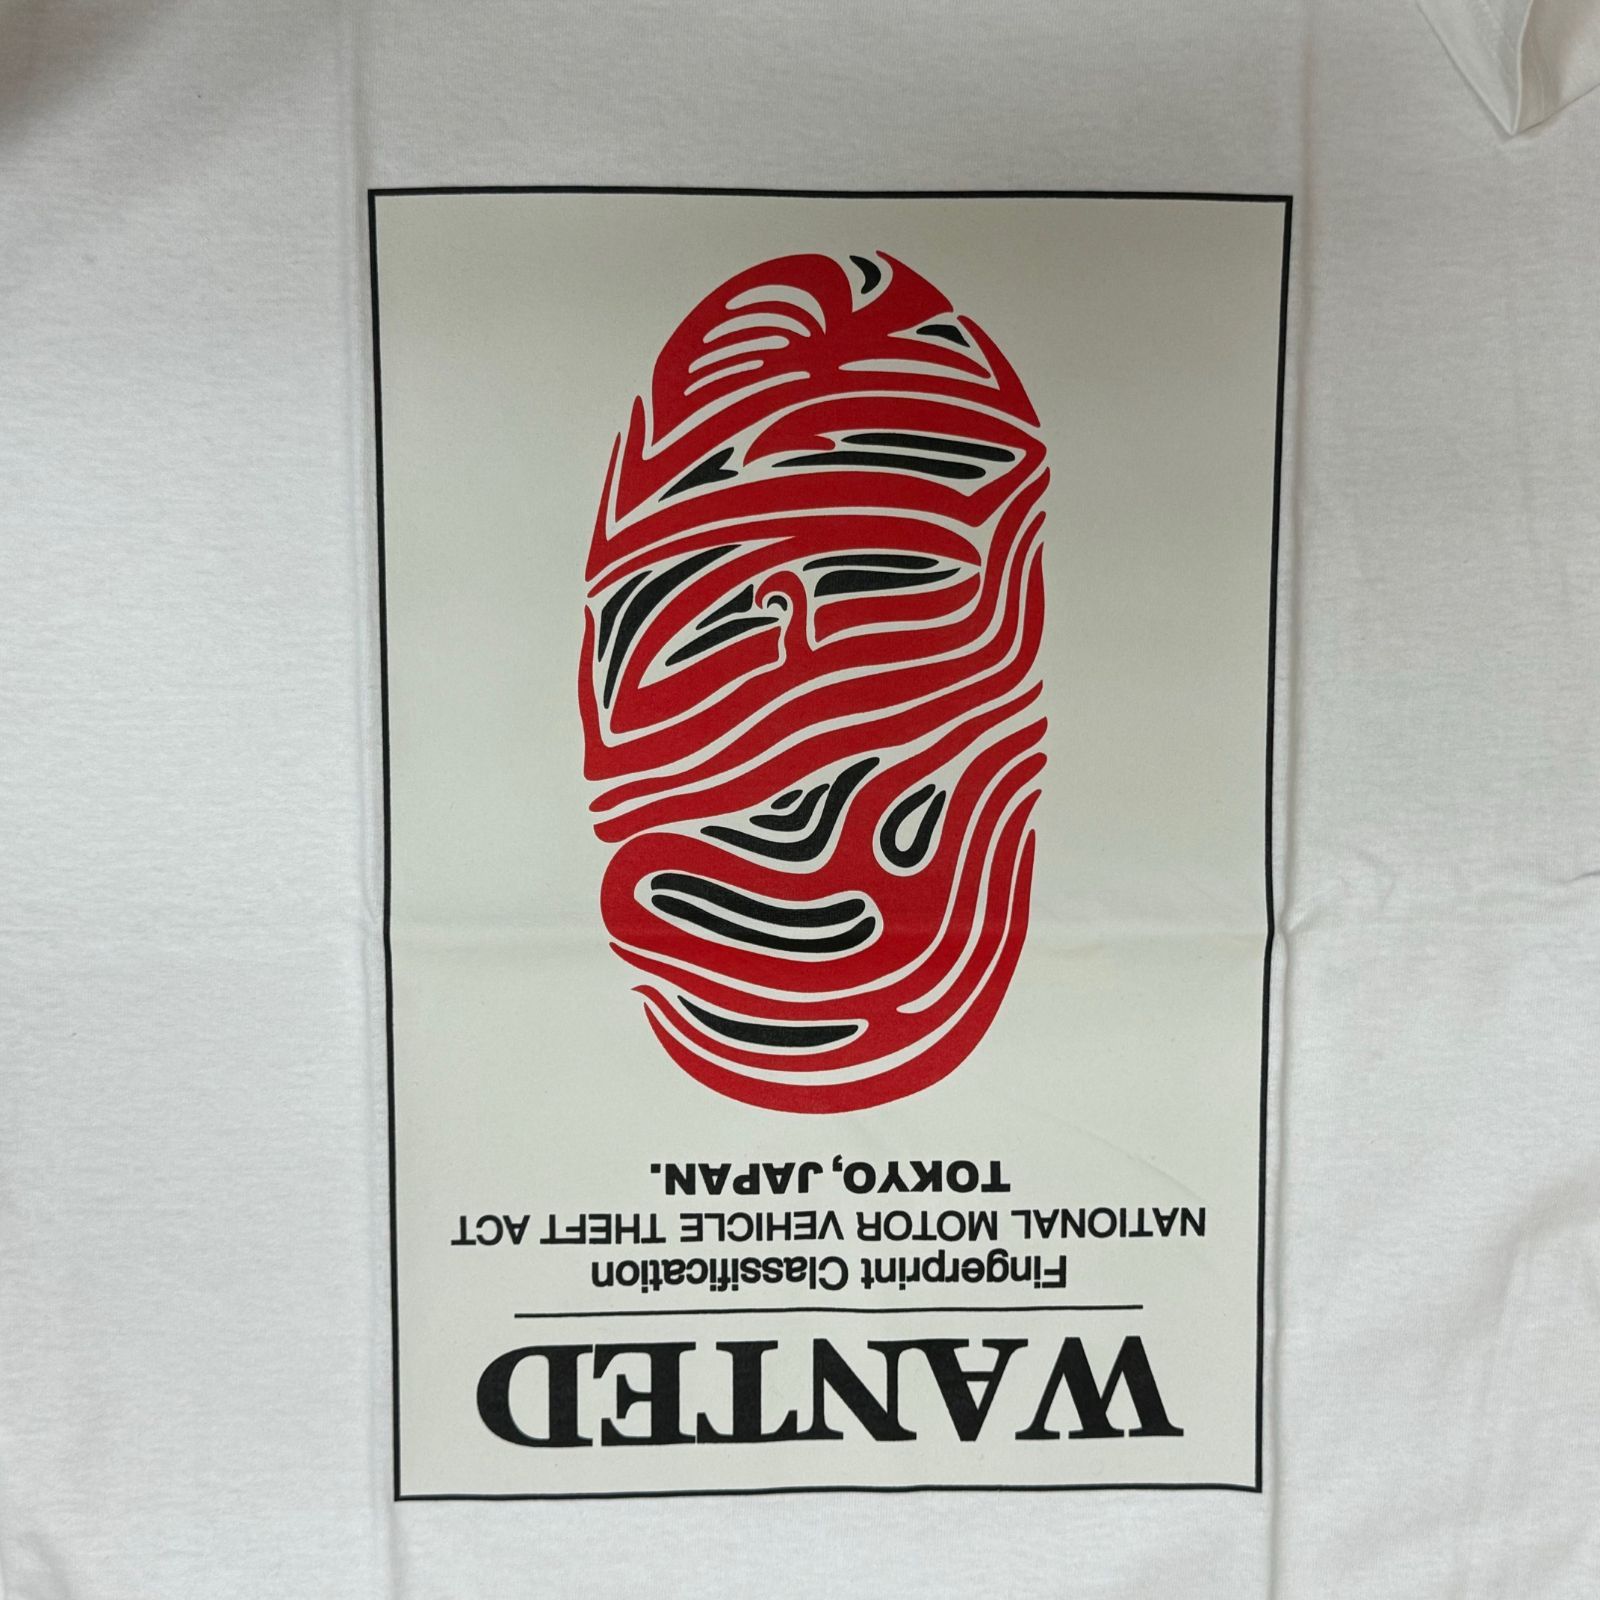 WANTED
Fingerprint Classification
NATIONAL MOTOR VEHICLE THEFT ACT
TOKYO, JAPAN.